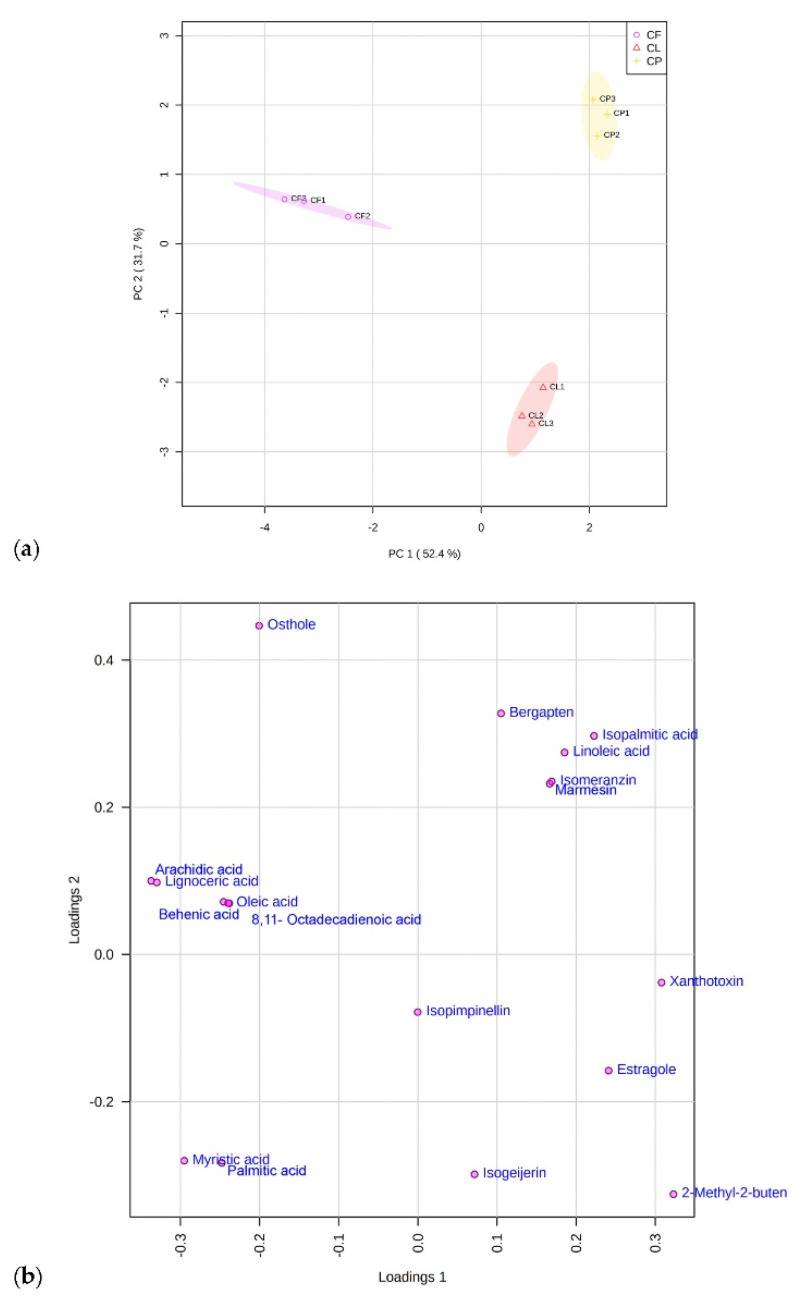 3
2
1
0
-1
-2
-3
PC 2 ( 31.7 %)
CF
CL
CP
CP3
CP1
CP2
CF3
CF1
CF2
CL1
CL2
CL3
-4 -2 0 2
PC 1 ( 52.4 %)
(a)
0.4
0.2
0.0
-0.2
Loadings 2
Osthole
Bergapten
Isopalmitic acid
Linoleic acid
Isomeranzin
Marmesin
Arachidic acid
Lignoceric acid
Oleic acid
Behenic acid
8,11- Octadecadienoic acid
Xanthotoxin
Isopimpinellin
Estragole
Myristic acid
Palmitic acid
Isogeijerin
2-Methyl-2-buten
-0.3 -0.2 -0.1 0.0 0.1 0.2 0.3
Loadings 1
(b)